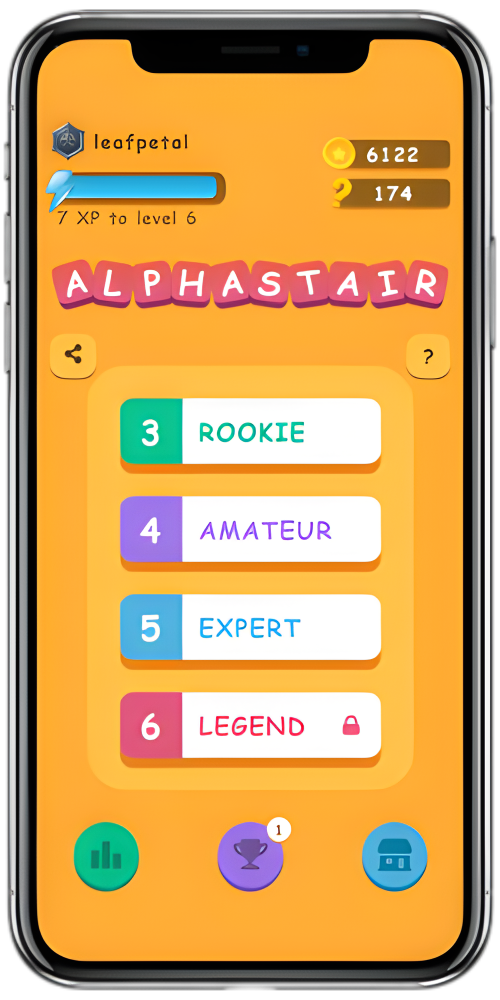 leafpetal
6122
174
7 XP to level 6
ALPHASTAIR
?
3 ROOKIE
4 AMATEUR
5 EXPERT
6 LEGEND
1